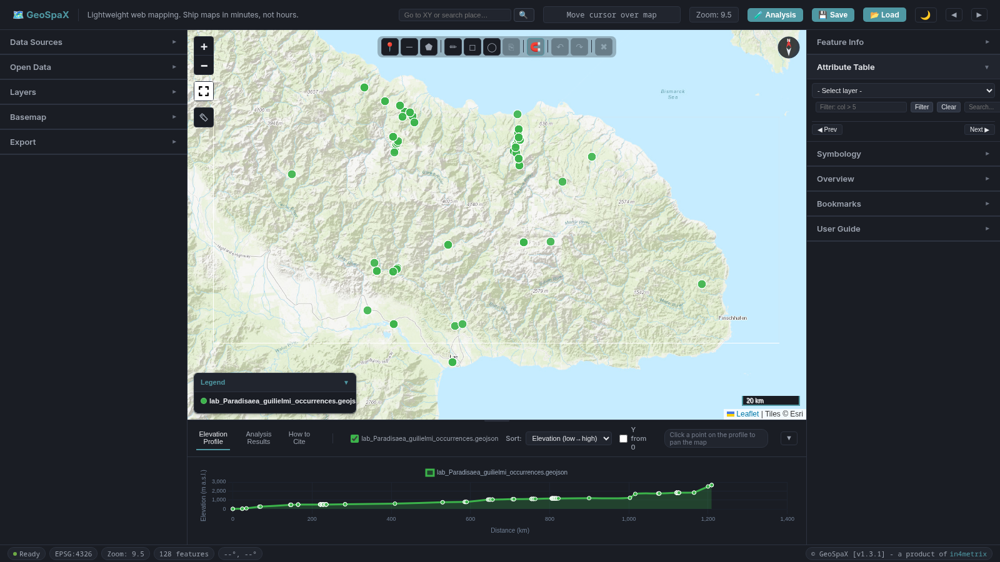 GeoSpaX
Lightweight web mapping. Ship maps in minutes, not hours.
Go to XY or search place…
Move cursor over map
Zoom: 9.5
Analysis
Save
Load
Data Sources
Open Data
Layers
Basemap
Export
N
Bismarck
Sea
3657 m
4106 m
3941m
636 m
4025 m
4140 m
2574 m
Highlands Highway
2579 m
1542 m
Finschhafen
2766 m
20 km
Leaflet | Tiles © Esri
Legend
lab_Paradisaea_guilielmi_occurrences.geojs
Feature Info
Attribute Table
- Select layer -
Filter: col > 5
Filter
Clear
Search...
◀ Prev
Next ▶
Symbology
Overview
Bookmarks
User Guide
Elevation
Profile
Analysis
Results
How to
Cite
lab_Paradisaea_guilielmi_occurrences.geojson
Sort:
Elevation (low→high)
Y
from
0
Click a point on the profile to
pan the map
lab_Paradisaea_guilielmi_occurrences.geojson
Elevation (m a.s.l.)
3,000
2,000
1,000
0
0
200
400
600
800
1,000
1,200
1,400
Distance (km)
Ready
EPSG:4326
Zoom: 9.5
128 features
--°, --°
© GeoSpaX [v1.3.1] - a product of in4metrix